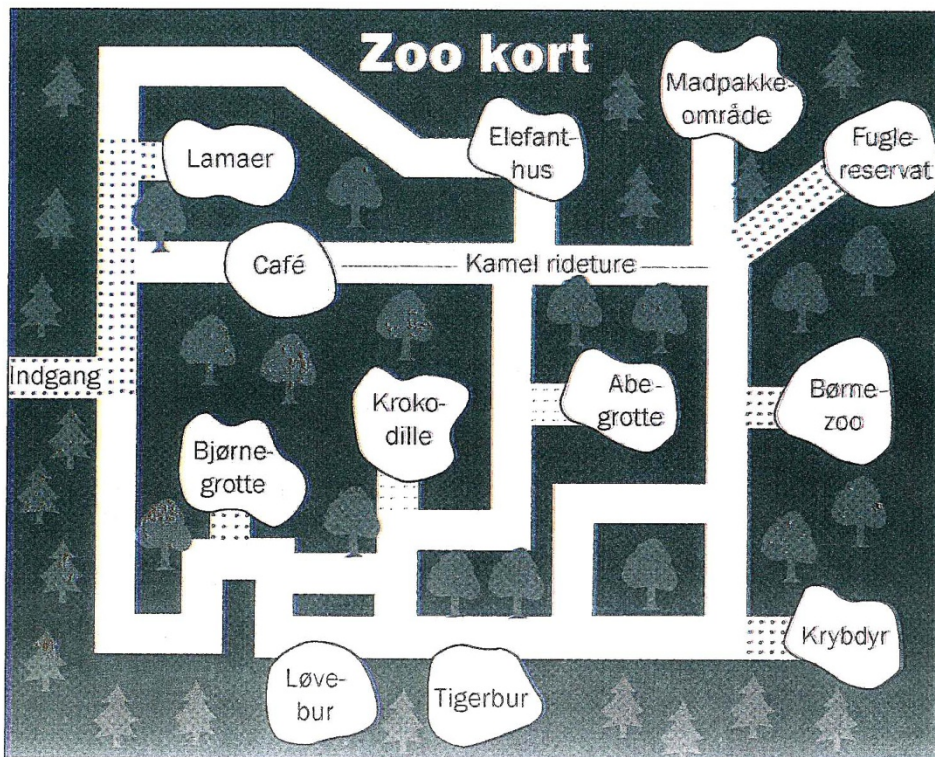 Zoo kort
Madpakke-
område
Elefant-
hus
Fugle-
reservat
Lamaer
Café
Kamel rideture
Indgang
Abe-
grotte
Børne-
zoo
Kroko-
dille
Bjørne-
grotte
Krybdyr
Løve-
bur
Tigerbur